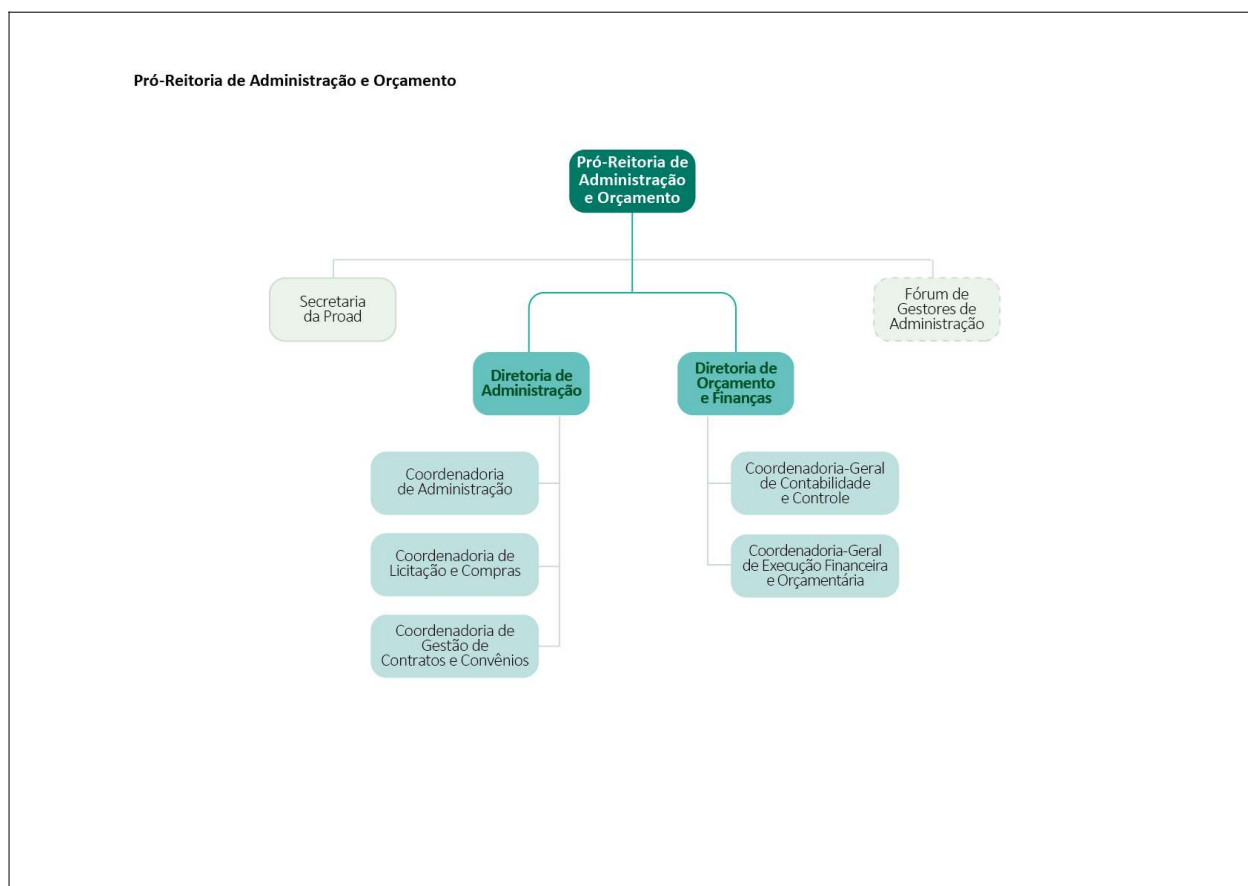 Pró-Reitoria de Administração e Orçamento
Pró-Reitoria de
Administração
e Orçamento
Secretaria
da Proad
Fórum de
Gestores de
Administração
Diretoria de
Administração
Diretoria de
Orçamento
e Finanças
Coordenadoria
de Administração
Coordenadoria de
Licitação e Compras
Coordenadoria de
Gestão de
Contratos e Convênios
Coordenadoria-Geral
de Contabilidade
e Controle
Coordenadoria-Geral
de Execução Financeira
e Orçamentária